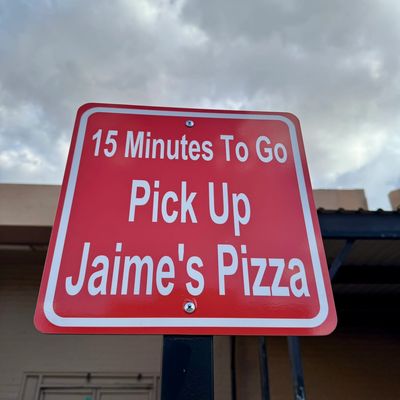 15 Minutes To Go
Pick Up
Jaime's Pizza